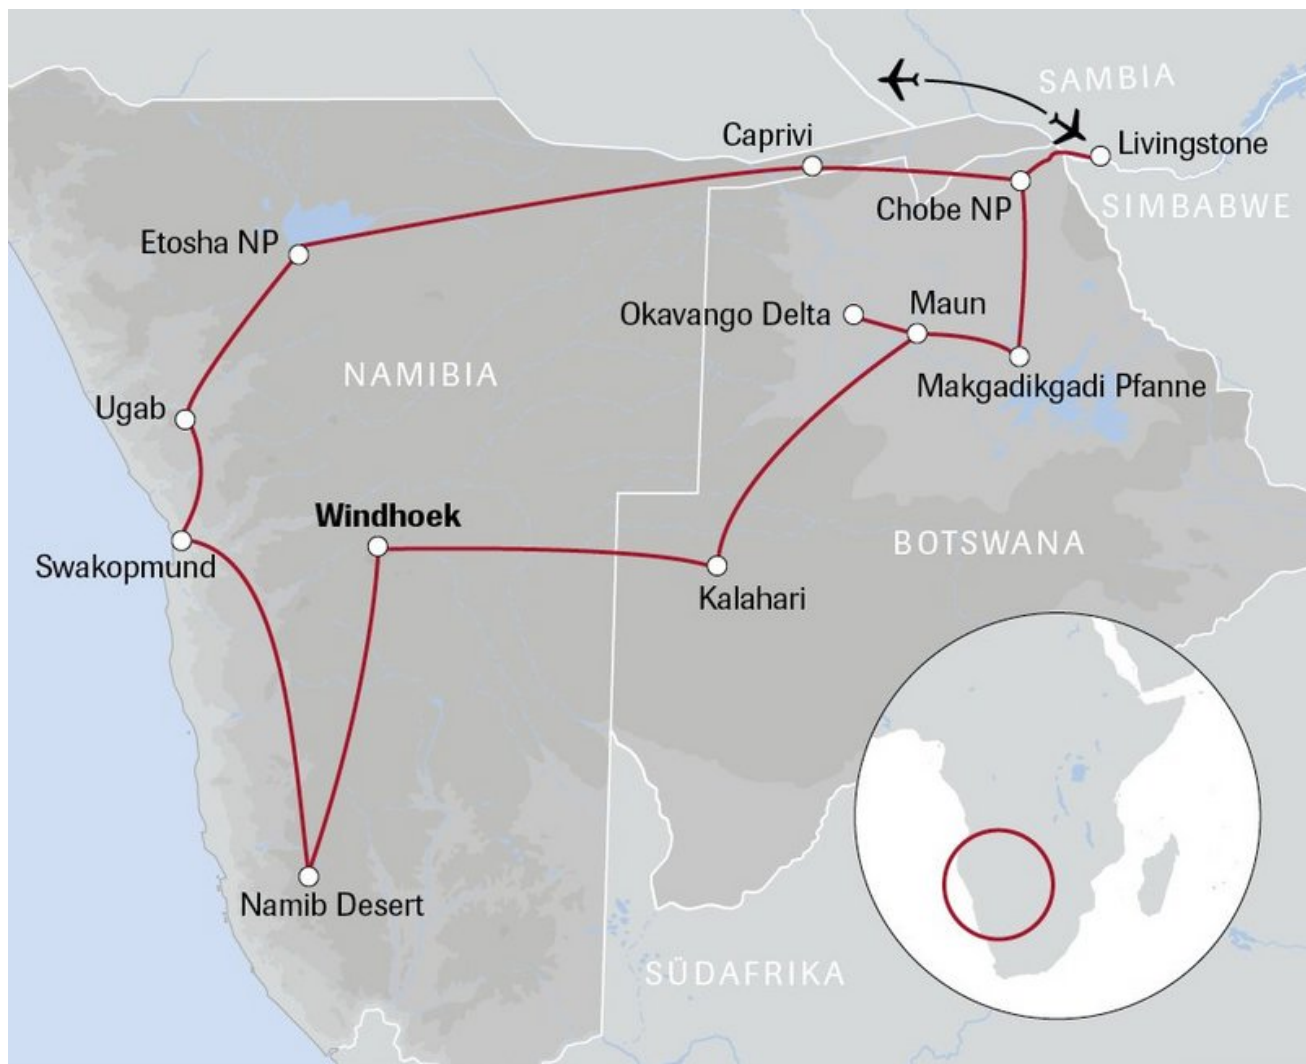 SAMBIA
Caprivi
Livingstone
Chobe NP
SIMBABWE
Etosha NP
Okavango Delta
Maun
NAMIBIA
Makgadikgadi Pfanne
Ugab
Windhoek
BOTSWANA
Swakopmund
Kalahari
Namib Desert
SÜDAFRIKA